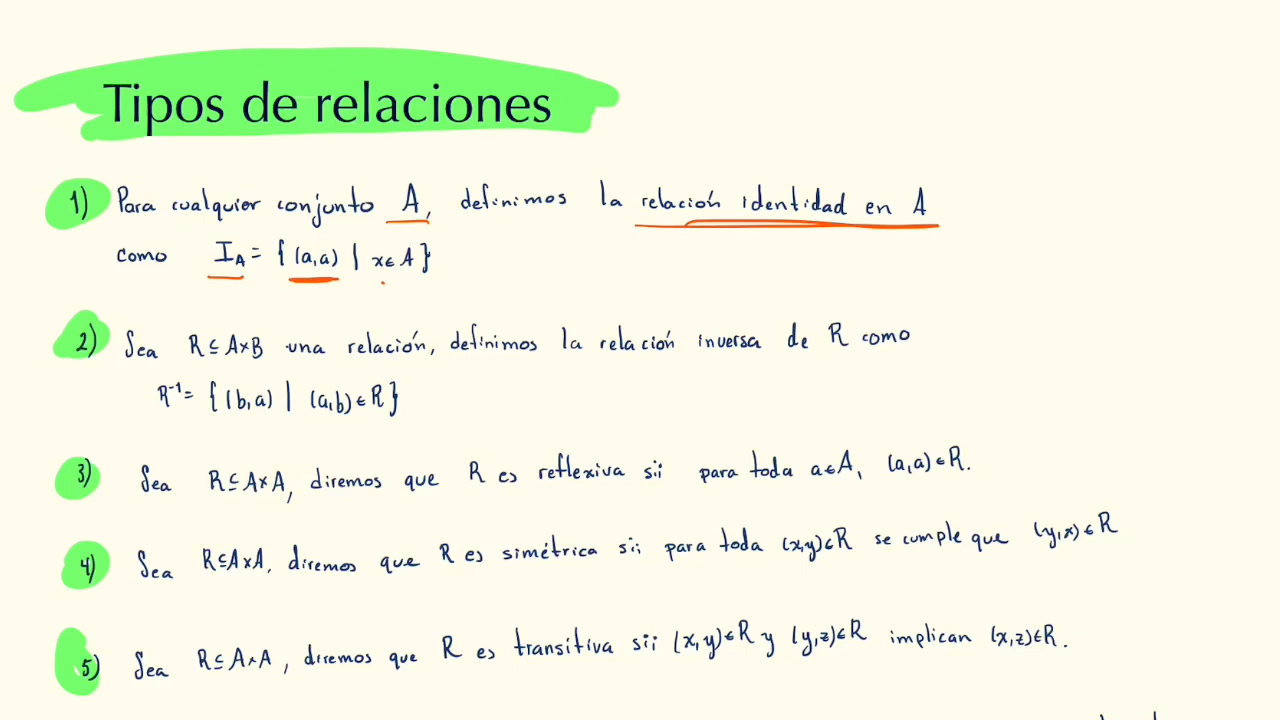 Tipos de relaciones
1) Para cualquier conjunto A, definimos la relación identidad en A
como I_A = {(a,a) | x∈A}
2) Sea R⊆A×B una relación, definimos la relación inversa de R como
R⁻¹= {(b,a) | (a,b)∈R}
3) Sea R⊆A×A, diremos que R es reflexiva sii para toda a∈A, (a,a)∈R.
4) Sea R⊆A×A, diremos que R es simétrica sii para toda (x,y)∈R se cumple que (y,x)∈R
5) Sea R⊆A×A, diremos que R es transitiva sii (x,y)∈R y (y,z)∈R implican (x,z)∈R.